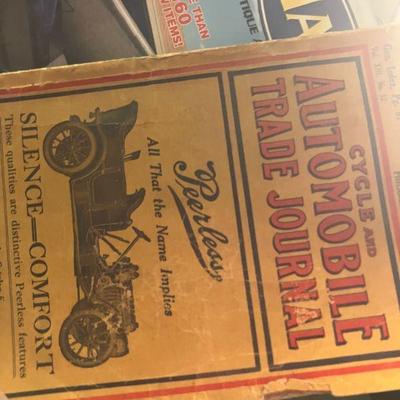 CYCLE AND
AUTOMOBILE
TRADE JOURNAL
Peerless
All That the Name Implies
SILENCE—COMFORT
These qualities are distinctive Peerless features
THAN
60
ITEMS!
TIQUE